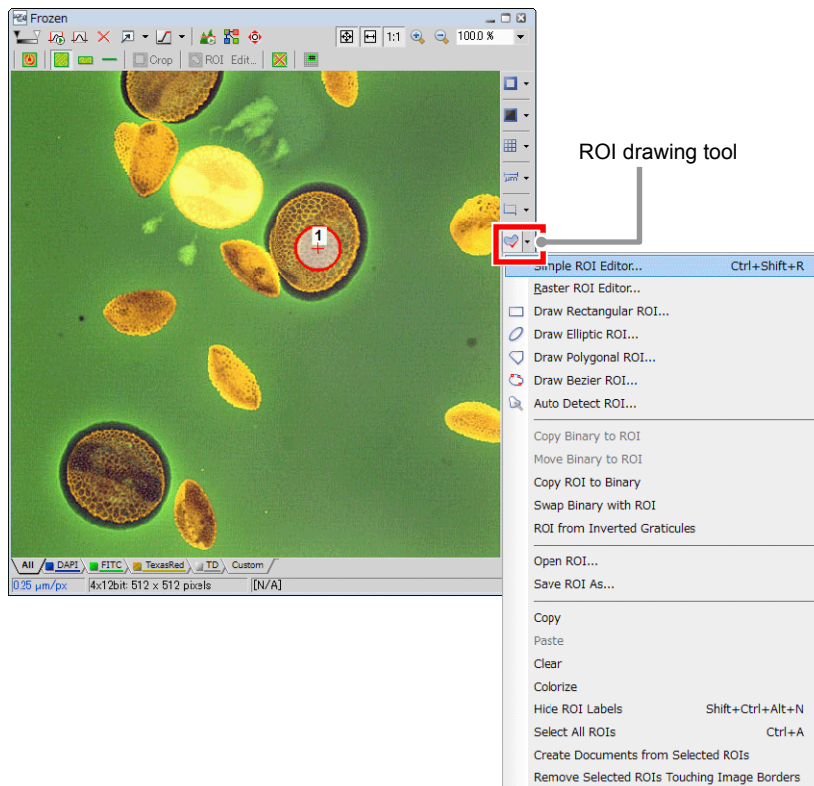 Frozen
1:1 100.0 %
Crop ROI Edit...
µm
1
ROI drawing tool
Simple ROI Editor... Ctrl+Shift+R
Raster ROI Editor...
Draw Rectangular ROI...
Draw Elliptic ROI...
Draw Polygonal ROI...
Draw Bezier ROI...
Auto Detect ROI...
Copy Binary to ROI
Move Binary to ROI
Copy ROI to Binary
Swap Binary with ROI
ROI from Inverted Graticules
Open ROI...
Save ROI As...
Copy
Paste
Clear
Colorize
Hide ROI Labels Shift+Ctrl+Alt+N
Select All ROIs Ctrl+A
Create Documents from Selected ROIs
Remove Selected ROIs Touching Image Borders
All DAPI FITC TexasRed TD Custom
0.25 µm/px 4x12bit: 512 x 512 pixels [N/A]